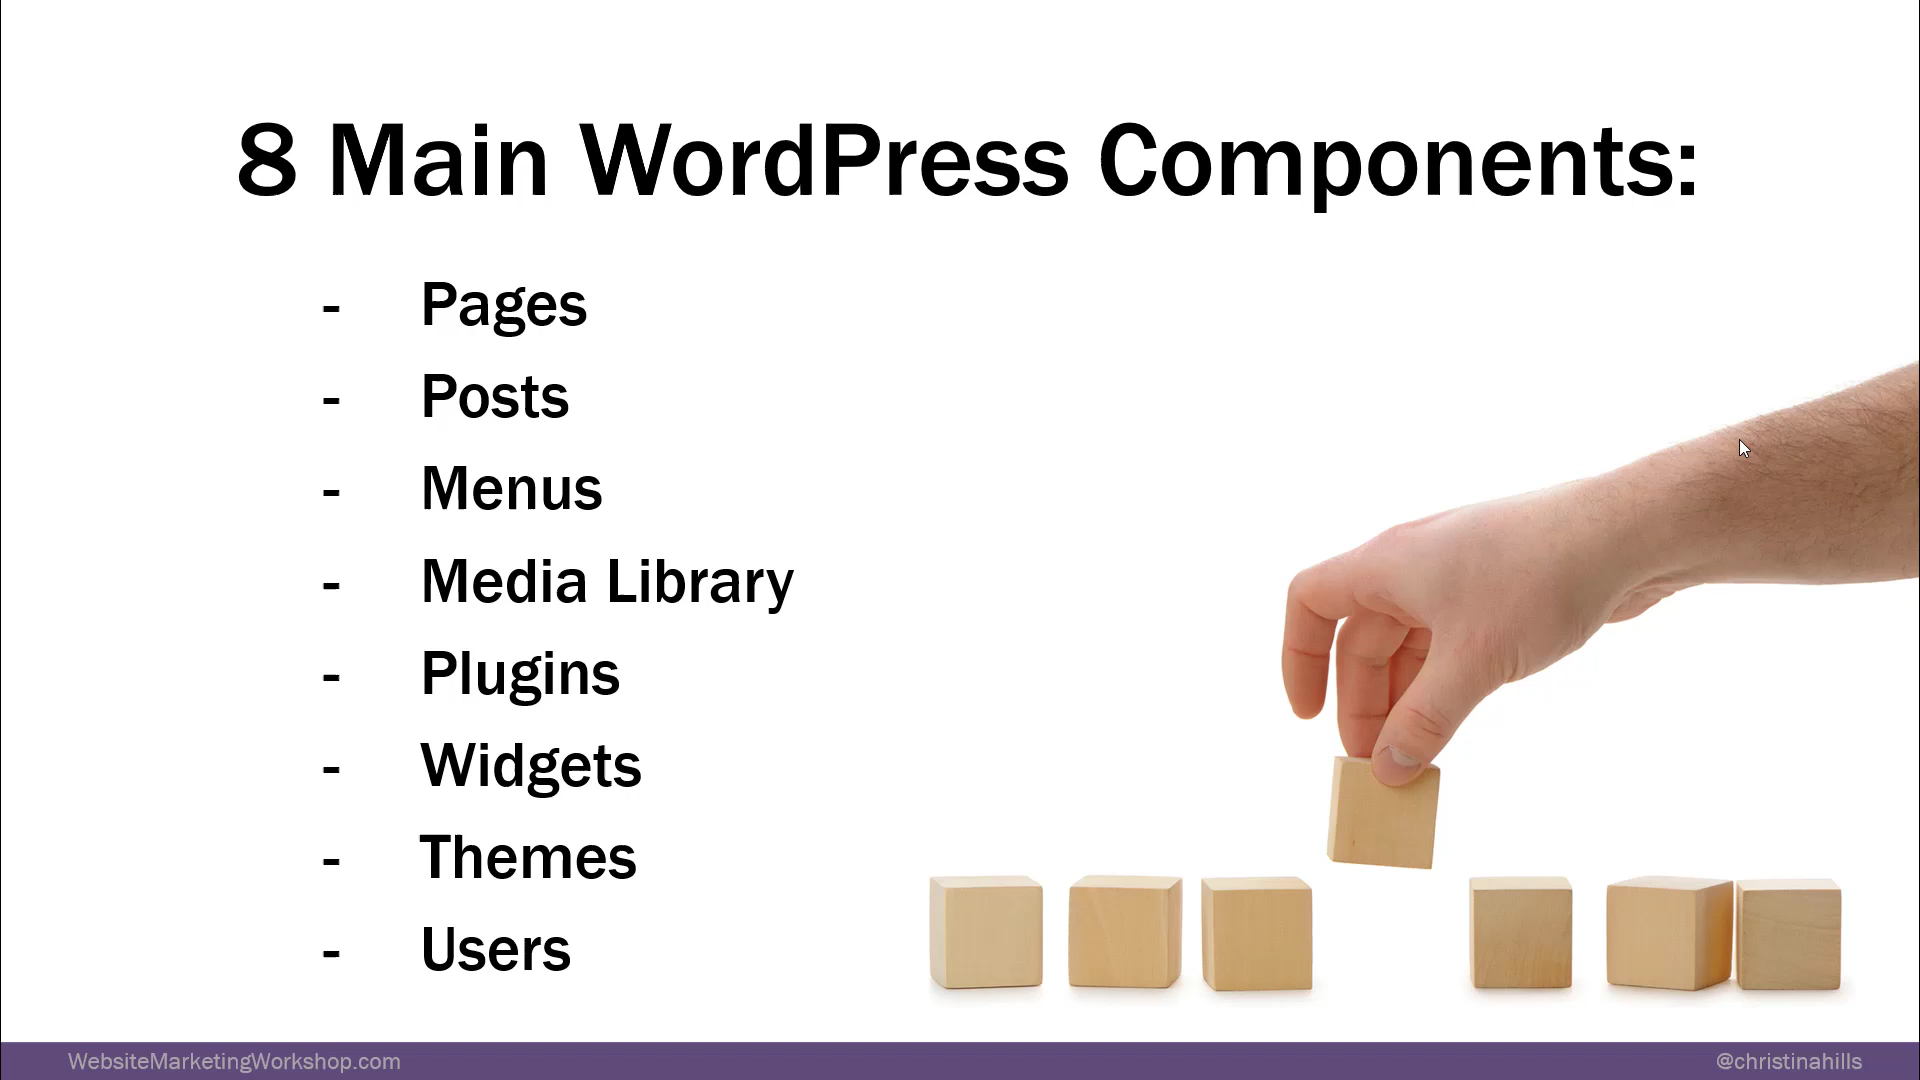 8 Main WordPress Components:
- Pages
- Posts
- Menus
- Media Library
- Plugins
- Widgets
- Themes
- Users
WebsiteMarketingWorkshop.com
@christinahills